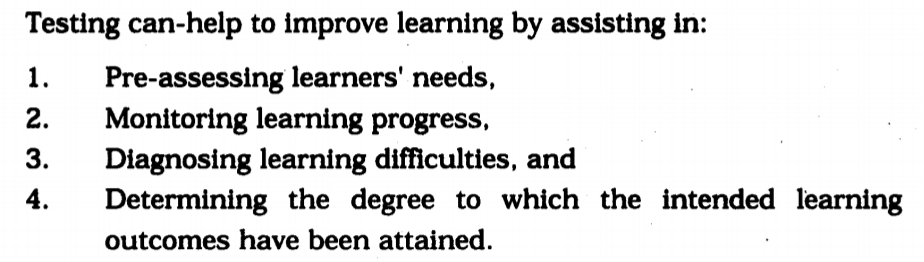 Testing can-help to improve learning by assisting in:
1. Pre-assessing learners' needs,
2. Monitoring learning progress,
3. Diagnosing learning difficulties, and
4. Determining the degree to which the intended learning
outcomes have been attained.